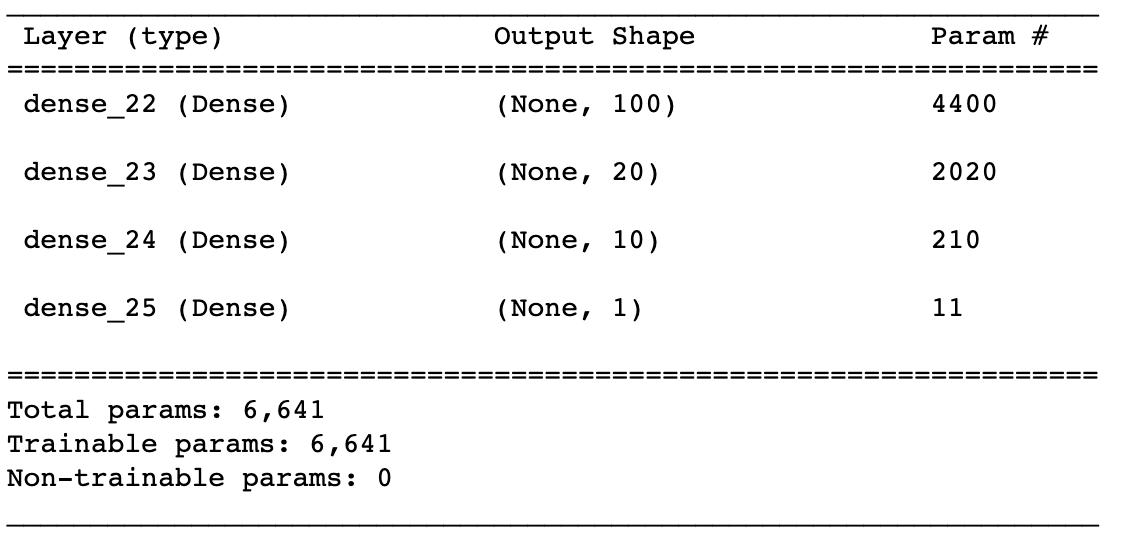 Layer (type) Output Shape Param #
=================================================================
dense_22 (Dense) (None, 100) 4400
dense_23 (Dense) (None, 20) 2020
dense_24 (Dense) (None, 10) 210
dense_25 (Dense) (None, 1) 11
=================================================================
Total params: 6,641
Trainable params: 6,641
Non-trainable params: 0